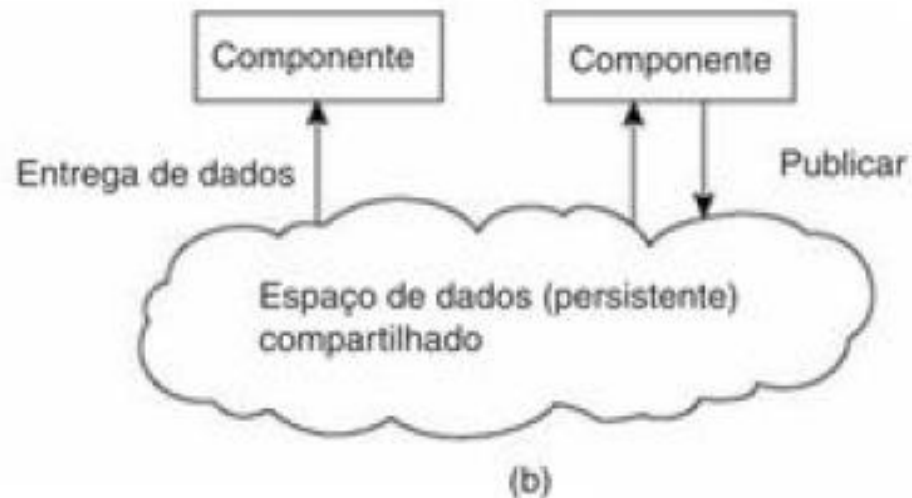 Componente
Componente
Entrega de dados
Publicar
Espaço de dados (persistente)
compartilhado
(b)